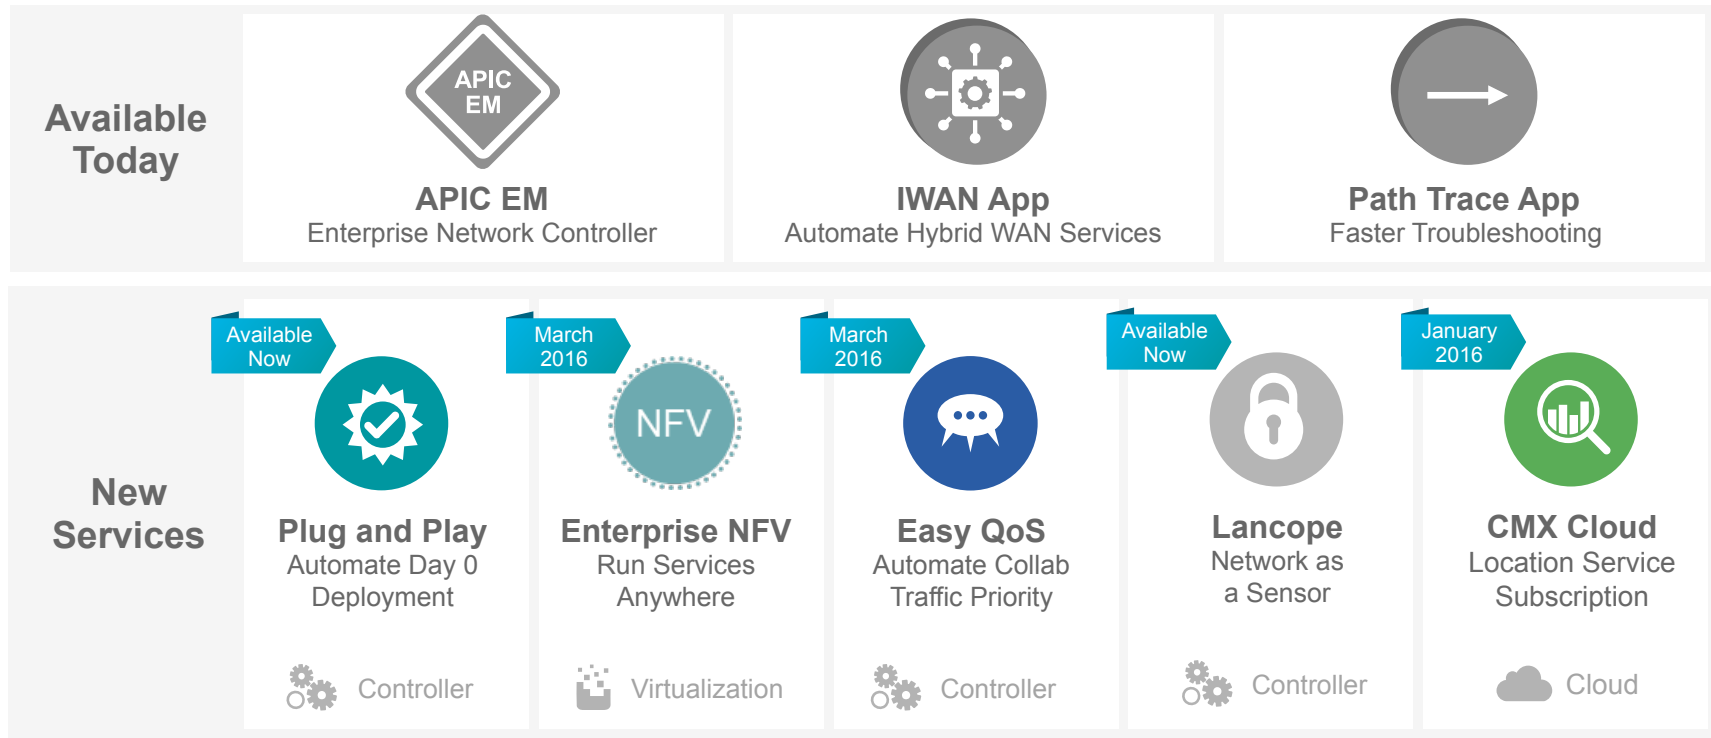 Available
Today
APIC
EM
APIC EM
Enterprise Network Controller
IWAN App
Automate Hybrid WAN Services
Path Trace App
Faster Troubleshooting
New
Services
Available
Now
Plug and Play
Automate Day 0
Deployment
Controller
March
2016
NFV
Enterprise NFV
Run Services
Anywhere
Virtualization
March
2016
Easy QoS
Automate Collab
Traffic Priority
Controller
Available
Now
Lancope
Network as
a Sensor
Controller
January
2016
CMX Cloud
Location Service
Subscription
Cloud